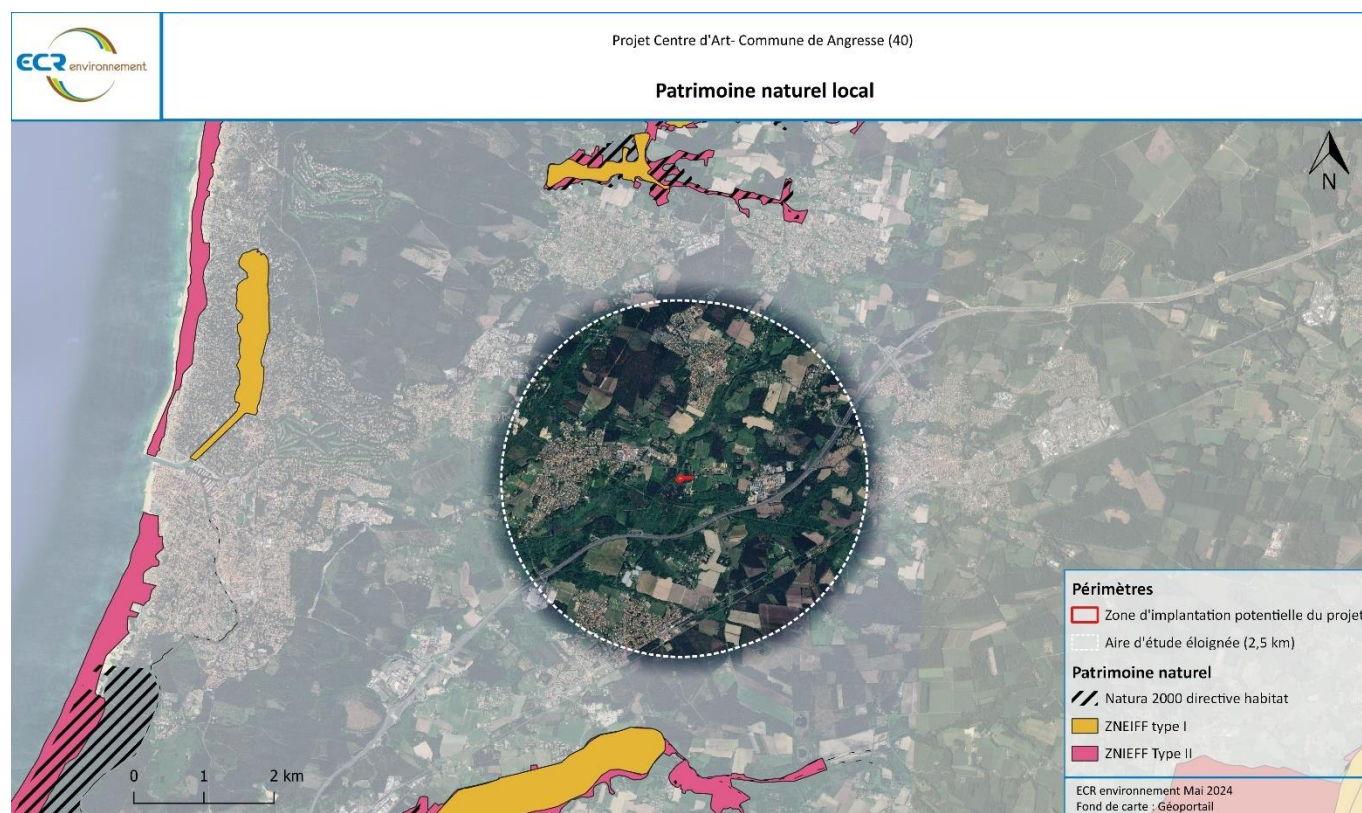 ECR environnement
Projet Centre d'Art- Commune de Angresse (40)
Patrimoine naturel local
N
Périmètres
Zone d'implantation potentielle du projet
Aire d'étude éloignée (2,5 km)
Patrimoine naturel
Natura 2000 directive habitat
ZNEIFF type I
ZNIEFF Type II
0 1 2 km
ECR environnement Mai 2024
Fond de carte : Géoportail